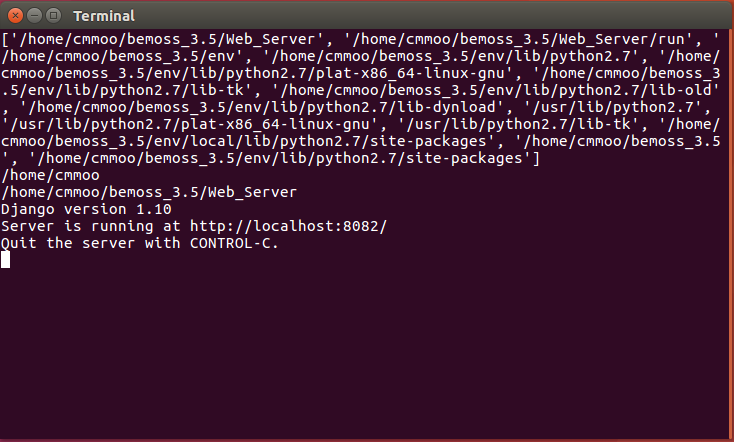 Terminal
['/home/cmmoo/bemoss_3.5/Web_Server', '/home/cmmoo/bemoss_3.5/Web_Server/run', '
/home/cmmoo/bemoss_3.5/env', '/home/cmmoo/bemoss_3.5/env/lib/python2.7', '/home/
cmmoo/bemoss_3.5/env/lib/python2.7/plat-x86_64-linux-gnu', '/home/cmmoo/bemoss_3
.5/env/lib/python2.7/lib-tk', '/home/cmmoo/bemoss_3.5/env/lib/python2.7/lib-old'
, '/home/cmmoo/bemoss_3.5/env/lib/python2.7/lib-dynload', '/usr/lib/python2.7',
'/usr/lib/python2.7/plat-x86_64-linux-gnu', '/usr/lib/python2.7/lib-tk', '/home/
cmmoo/bemoss_3.5/env/local/lib/python2.7/site-packages', '/home/cmmoo/bemoss_3.5
', '/home/cmmoo/bemoss_3.5/env/lib/python2.7/site-packages']
/home/cmmoo
/home/cmmoo/bemoss_3.5/Web_Server
Django version 1.10
Server is running at http://localhost:8082/
Quit the server with CONTROL-C.